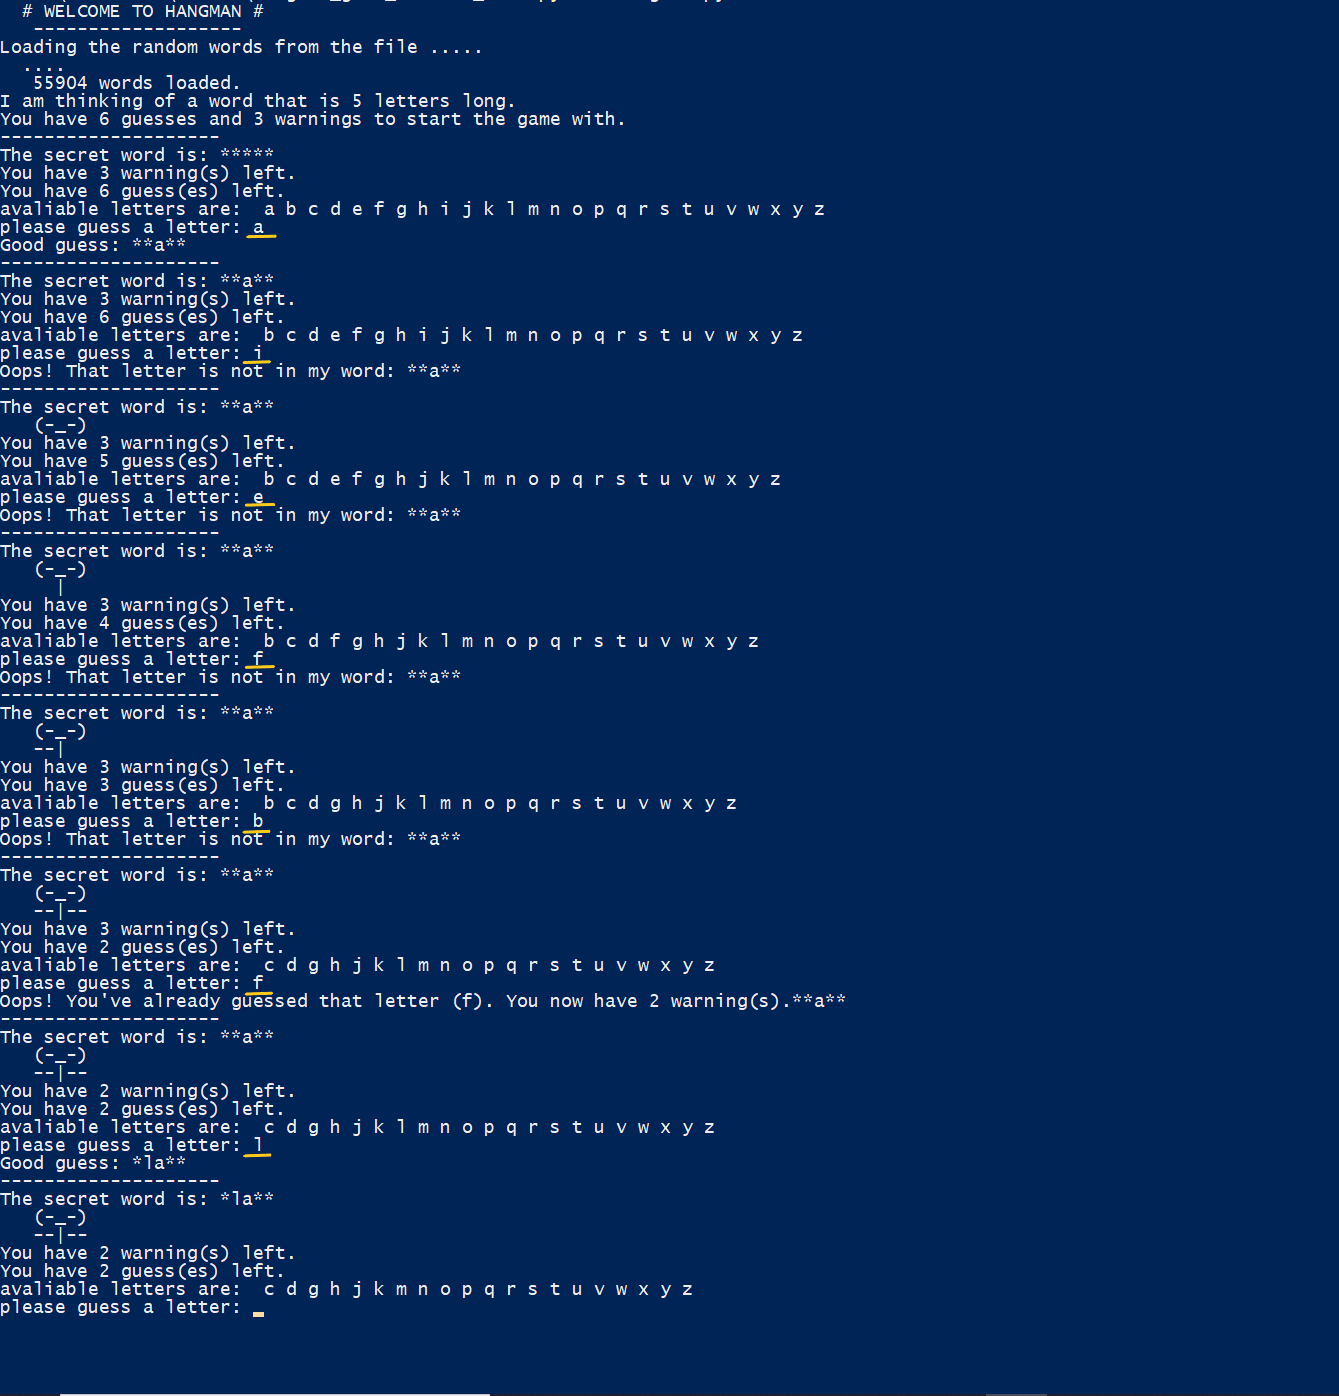 # WELCOME TO HANGMAN #
-------------------
Loading the random words from the file .....
....
55904 words loaded.
I am thinking of a word that is 5 letters long.
You have 6 guesses and 3 warnings to start the game with.
--------------------
The secret word is: *****
You have 3 warning(s) left.
You have 6 guess(es) left.
avaliable letters are:  a b c d e f g h i j k l m n o p q r s t u v w x y z
please guess a letter: a
Good guess: **a**
--------------------
The secret word is: **a**
You have 3 warning(s) left.
You have 6 guess(es) left.
avaliable letters are:  b c d e f g h i j k l m n o p q r s t u v w x y z
please guess a letter: i
Oops! That letter is not in my word: **a**
--------------------
The secret word is: **a**
(-_-)
You have 3 warning(s) left.
You have 5 guess(es) left.
avaliable letters are:  b c d e f g h j k l m n o p q r s t u v w x y z
please guess a letter: e
Oops! That letter is not in my word: **a**
--------------------
The secret word is: **a**
(-_-)
|
You have 3 warning(s) left.
You have 4 guess(es) left.
avaliable letters are:  b c d f g h j k l m n o p q r s t u v w x y z
please guess a letter: f
Oops! That letter is not in my word: **a**
--------------------
The secret word is: **a**
(-_-)
--|
You have 3 warning(s) left.
You have 3 guess(es) left.
avaliable letters are:  b c d g h j k l m n o p q r s t u v w x y z
please guess a letter: b
Oops! That letter is not in my word: **a**
--------------------
The secret word is: **a**
(-_-)
--|--
You have 3 warning(s) left.
You have 2 guess(es) left.
avaliable letters are:  c d g h j k l m n o p q r s t u v w x y z
please guess a letter: f
Oops! You've already guessed that letter (f). You now have 2 warning(s).**a**
--------------------
The secret word is: **a**
(-_-)
--|--
You have 2 warning(s) left.
You have 2 guess(es) left.
avaliable letters are:  c d g h j k l m n o p q r s t u v w x y z
please guess a letter: l
Good guess: *la**
--------------------
The secret word is: *la**
(-_-)
--|--
You have 2 warning(s) left.
You have 2 guess(es) left.
avaliable letters are:  c d g h j k m n o p q r s t u v w x y z
please guess a letter: